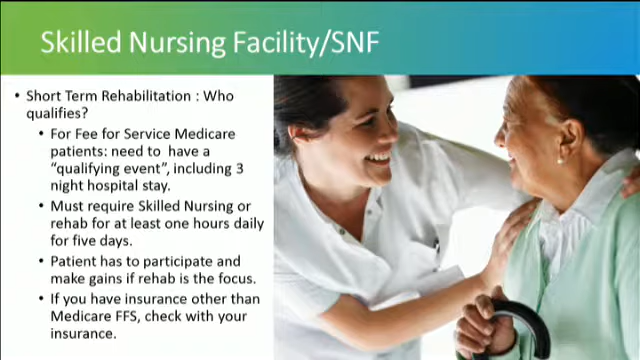 Skilled Nursing Facility/SNF
• Short Term Rehabilitation : Who
qualifies?
• For Fee for Service Medicare
patients: need to have a
"qualifying event", including 3
night hospital stay.
• Must require Skilled Nursing or
rehab for at least one hours daily
for five days.
• Patient has to participate and
make gains if rehab is the focus.
• If you have insurance other than
Medicare FFS, check with your
insurance.